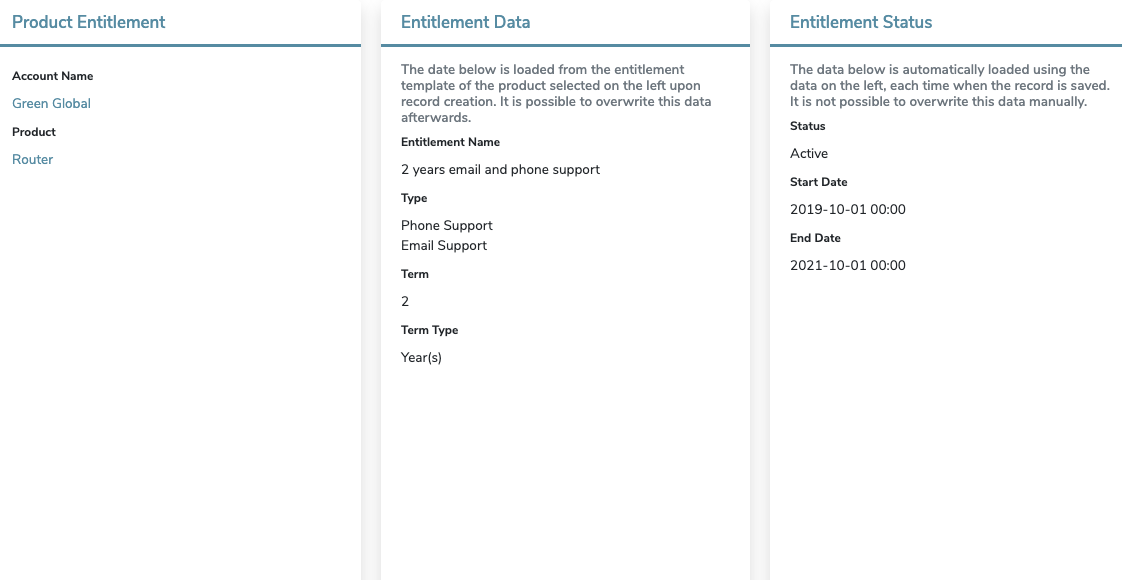 Product Entitlement
Account Name
Green Global
Product
Router
Entitlement Data
The date below is loaded from the entitlement
template of the product selected on the left upon
record creation. It is possible to overwrite this data
afterwards.
Entitlement Name
2 years email and phone support
Type
Phone Support
Email Support
Term
2
Term Type
Year(s)
Entitlement Status
The data below is automatically loaded using the
data on the left, each time when the record is saved.
It is not possible to overwrite this data manually.
Status
Active
Start Date
2019-10-01 00:00
End Date
2021-10-01 00:00